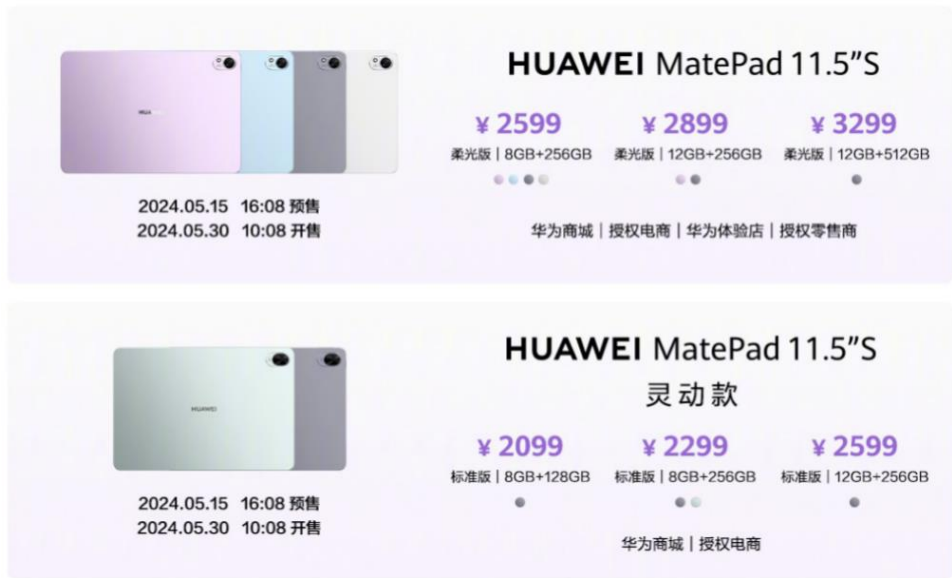 HUAWEI MatePad 11.5”S
¥ 2599
¥ 2899
¥ 3299
柔光版 | 8GB+256GB
柔光版 | 12GB+256GB
柔光版 | 12GB+512GB
2024.05.15 16:08 预售
2024.05.30 10:08 开售
华为商城 | 授权电商 | 华为体验店 | 授权零售商
HUAWEI MatePad 11.5”S
灵动款
HUAWEI
¥ 2099
¥ 2299
¥ 2599
标准版 | 8GB+128GB
标准版 | 8GB+256GB
标准版 | 12GB+256GB
2024.05.15 16:08 预售
2024.05.30 10:08 开售
华为商城 | 授权电商